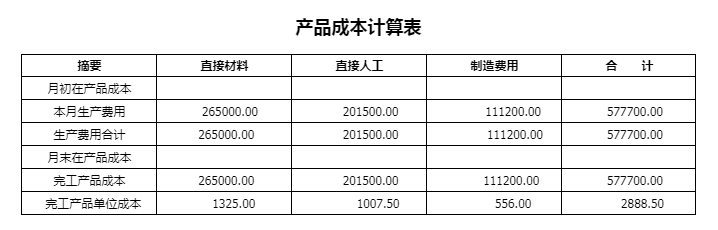 产品成本计算表
摘要 直接材料 直接人工 制造费用 合 计
月初在产品成本
本月生产费用 265000.00 201500.00 111200.00 577700.00
生产费用合计 265000.00 201500.00 111200.00 577700.00
月末在产品成本
完工产品成本 265000.00 201500.00 111200.00 577700.00
完工产品单位成本 1325.00 1007.50 556.00 2888.50